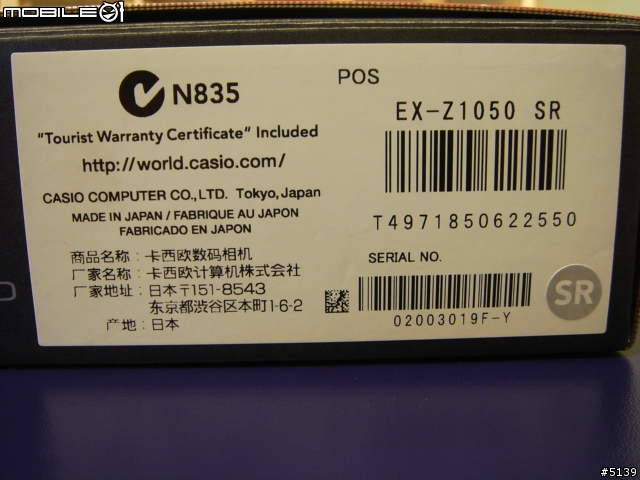 MOBILE01
N835
"Tourist Warranty Certificate" Included
http://world.casio.com/
CASIO COMPUTER CO.,LTD. Tokyo,Japan
MADE IN JAPAN / FABRIQUE AU JAPON
FABRICADO EN JAPON
商品名称：卡西欧数码相机
厂家名称：卡西欧计算机株式会社
厂家地址：日本〒151-8543
东京都涩谷区本町1-6-2
产地：日本
POS
EX-Z1050 SR
T4971850622550
SERIAL NO.
02003019F-Y
SR
#5139